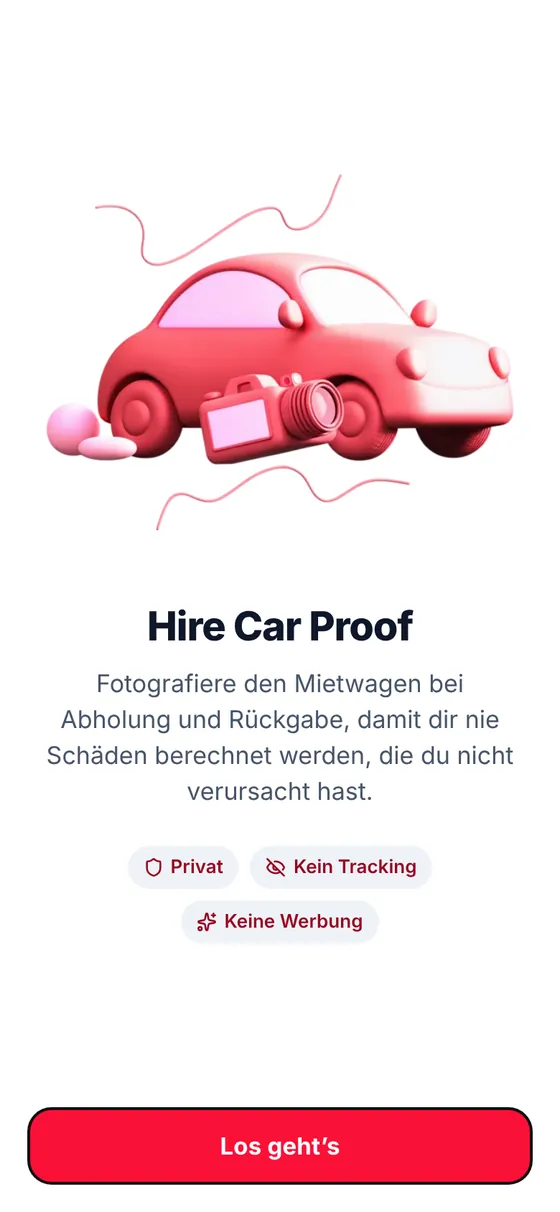 Hire Car Proof
Fotografiere den Mietwagen bei
Abholung und Rückgabe, damit dir nie
Schäden berechnet werden, die du nicht
verursacht hast.
Privat
Kein Tracking
Keine Werbung
Los geht’s